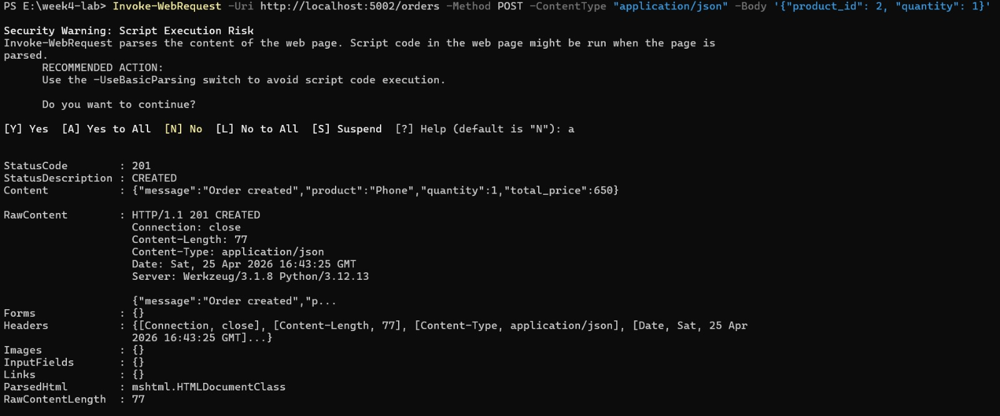 PS E:\week4-lab> Invoke-WebRequest -Uri http://localhost:5002/orders -Method POST -ContentType "application/json" -Body '{"product_id": 2, "quantity": 1}'
Security Warning: Script Execution Risk
Invoke-WebRequest parses the content of the web page. Script code in the web page might be run when the page is
parsed.
      RECOMMENDED ACTION:
      Use the -UseBasicParsing switch to avoid script code execution.
      Do you want to continue?
[Y] Yes  [A] Yes to All  [N] No  [L] No to All  [S] Suspend  [?] Help (default is "N"): a
StatusCode        : 201
StatusDescription : CREATED
Content           : {"message":"Order created","product":"Phone","quantity":1,"total_price":650}
RawContent        : HTTP/1.1 201 CREATED
                    Connection: close
                    Content-Length: 77
                    Content-Type: application/json
                    Date: Sat, 25 Apr 2026 16:43:25 GMT
                    Server: Werkzeug/3.1.8 Python/3.12.13
                    {"message":"Order created","p...
Forms             : {}
Headers           : {[Connection, close], [Content-Length, 77], [Content-Type, application/json], [Date, Sat, 25 Apr
                    2026 16:43:25 GMT]...}
Images            : {}
InputFields       : {}
Links             : {}
ParsedHtml        : mshtml.HTMLDocumentClass
RawContentLength  : 77